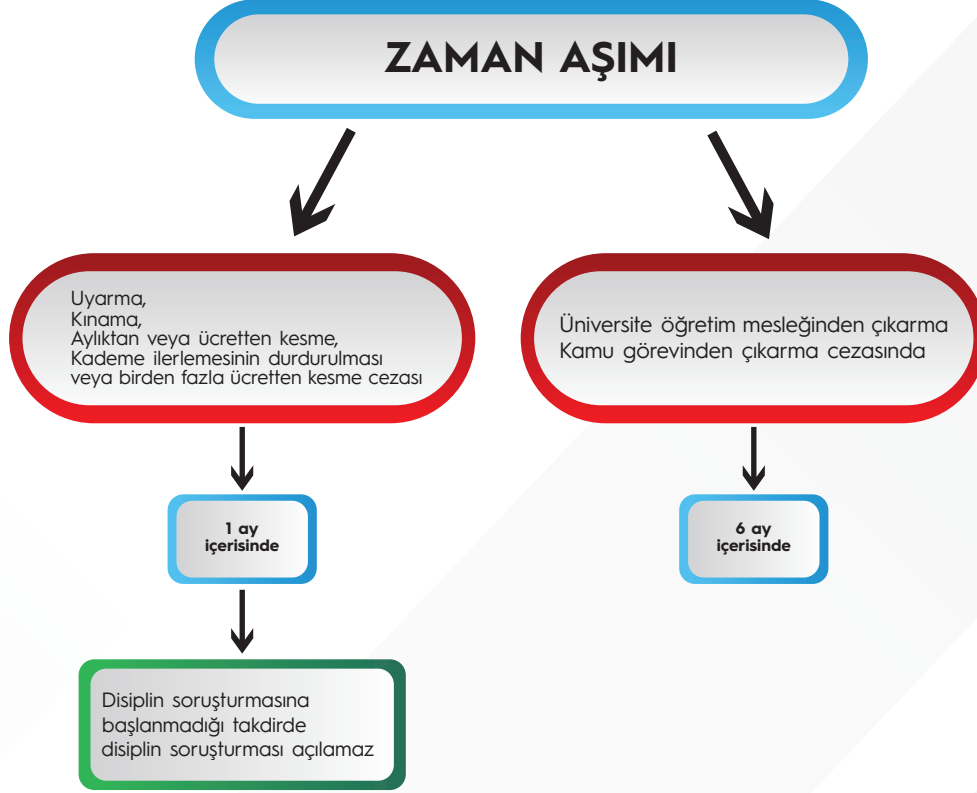 ZAMAN AŞIMI
Uyarma,
Kınama,
Aylıktan veya ücretten kesme,
Kademe ilerlemesinin durdurulması
veya birden fazla ücretten kesme cezası
Üniversite öğretim mesleğinden çıkarma
Kamu görevinden çıkarma cezasında
1 ay
içerisinde
6 ay
içerisinde
Disiplin soruşturmasına
başlanmadığı takdirde
disiplin soruşturması açılamaz